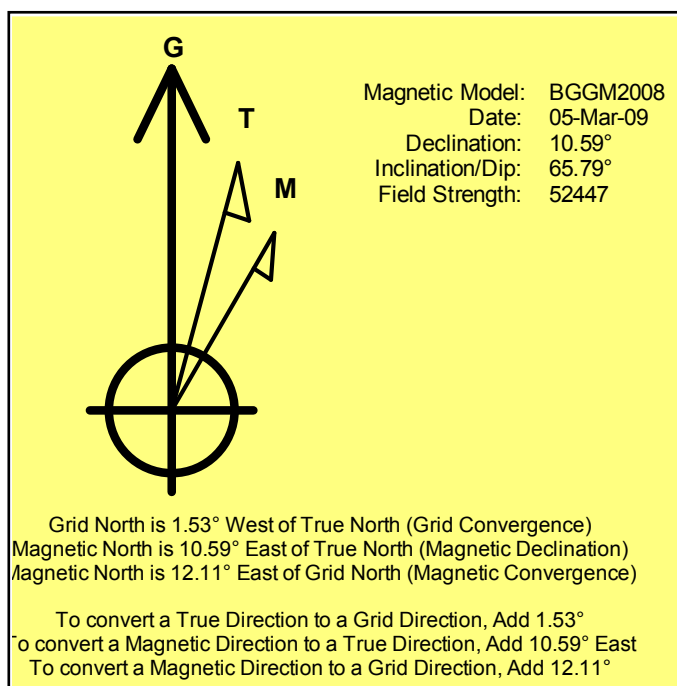 G
T
M
Magnetic Model: BGGM2008
Date: 05-Mar-09
Declination: 10.59°
Inclination/Dip: 65.79°
Field Strength: 52447
Grid North is 1.53° West of True North (Grid Convergence)
Magnetic North is 10.59° East of True North (Magnetic Declination)
Magnetic North is 12.11° East of Grid North (Magnetic Convergence)
To convert a True Direction to a Grid Direction, Add 1.53°
To convert a Magnetic Direction to a True Direction, Add 10.59° East
To convert a Magnetic Direction to a Grid Direction, Add 12.11°